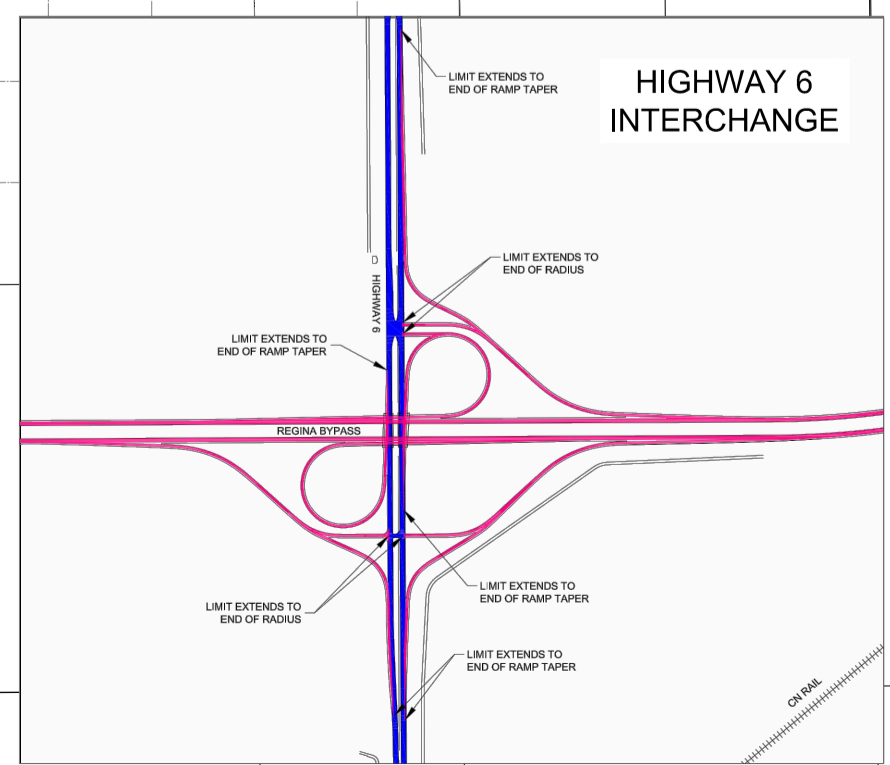 LIMIT EXTENDS TO
END OF RAMP TAPER
HIGHWAY 6
INTERCHANGE
LIMIT EXTENDS TO
END OF RADIUS
D
HIGHWAY 6
LIMIT EXTENDS TO
END OF RAMP TAPER
REGINA BYPASS
LIMIT EXTENDS TO
END OF RAMP TAPER
LIMIT EXTENDS TO
END OF RADIUS
LIMIT EXTENDS TO
END OF RAMP TAPER
CN RAIL